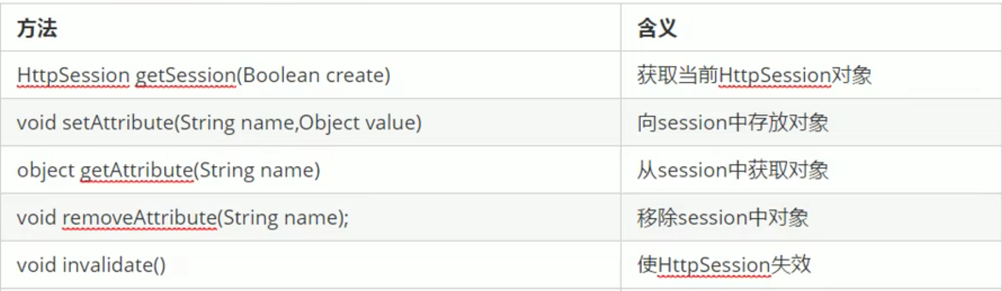 方法 含义
HttpSession getSession(Boolean create) 获取当前HttpSession对象
void setAttribute(String name,Object value) 向session中存放对象
object getAttribute(String name) 从session中获取对象
void removeAttribute(String name); 移除session中对象
void invalidate() 使HttpSession失效